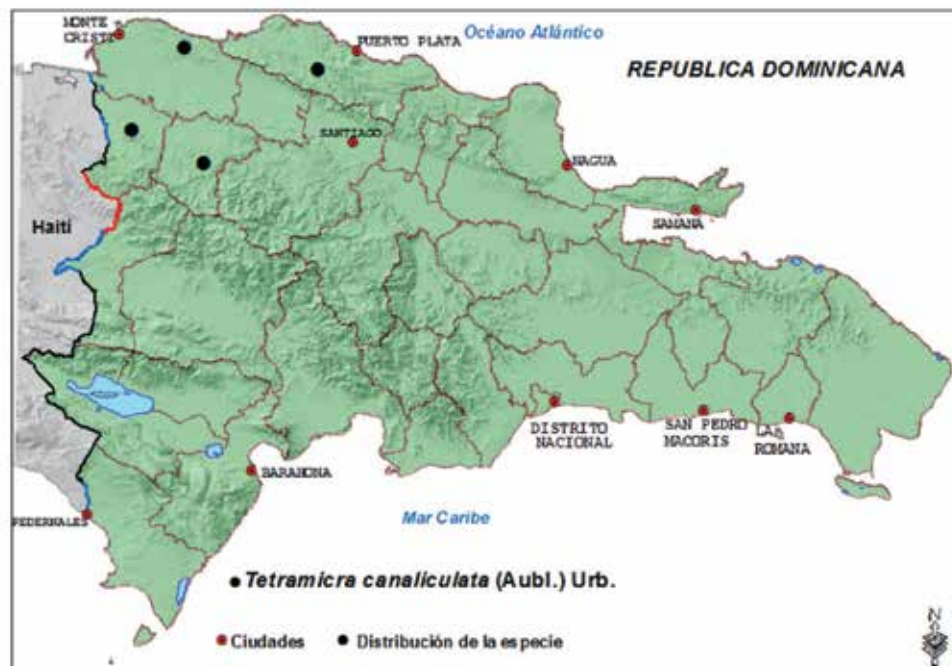 MONTE
CRISTI
PUERTO PLATA
Océano Atlántico
REPUBLICA DOMINICANA
SANTIAGO
NAGUA
SAMANA
Haití
DISTRITO
NACIONAL
SAN PEDRO
MACORIS
LA
ROMANA
BARAHONA
PEDERNALES
Mar Caribe
Tetramicra canaliculata (Aubl.) Urb.
Ciudades
Distribución de la especie
N